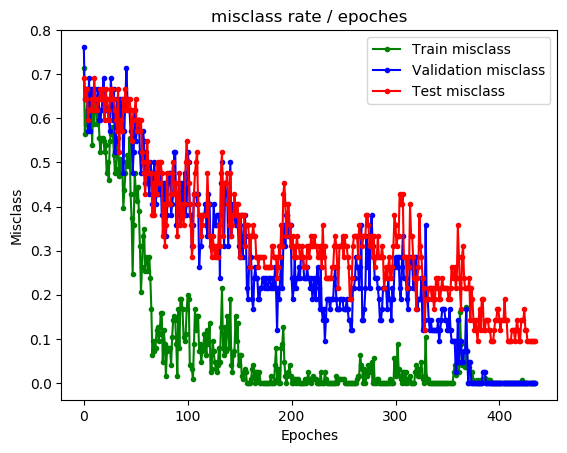 misclass rate / epoches
Train misclass
Validation misclass
Test misclass
Misclass
0.8
0.7
0.6
0.5
0.4
0.3
0.2
0.1
0.0
0 100 200 300 400
Epoches